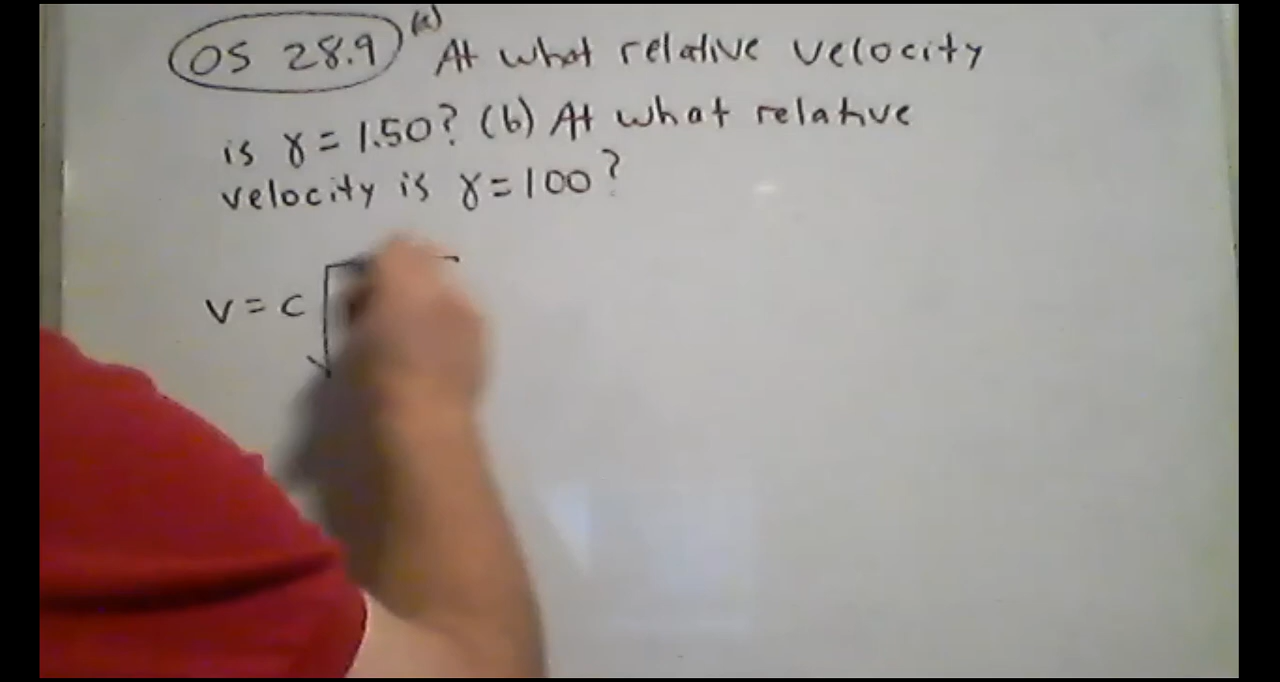 OS 28.9 (a) At what relative velocity
is γ = 1.50? (b) At what relative
velocity is γ = 100?
v = c√